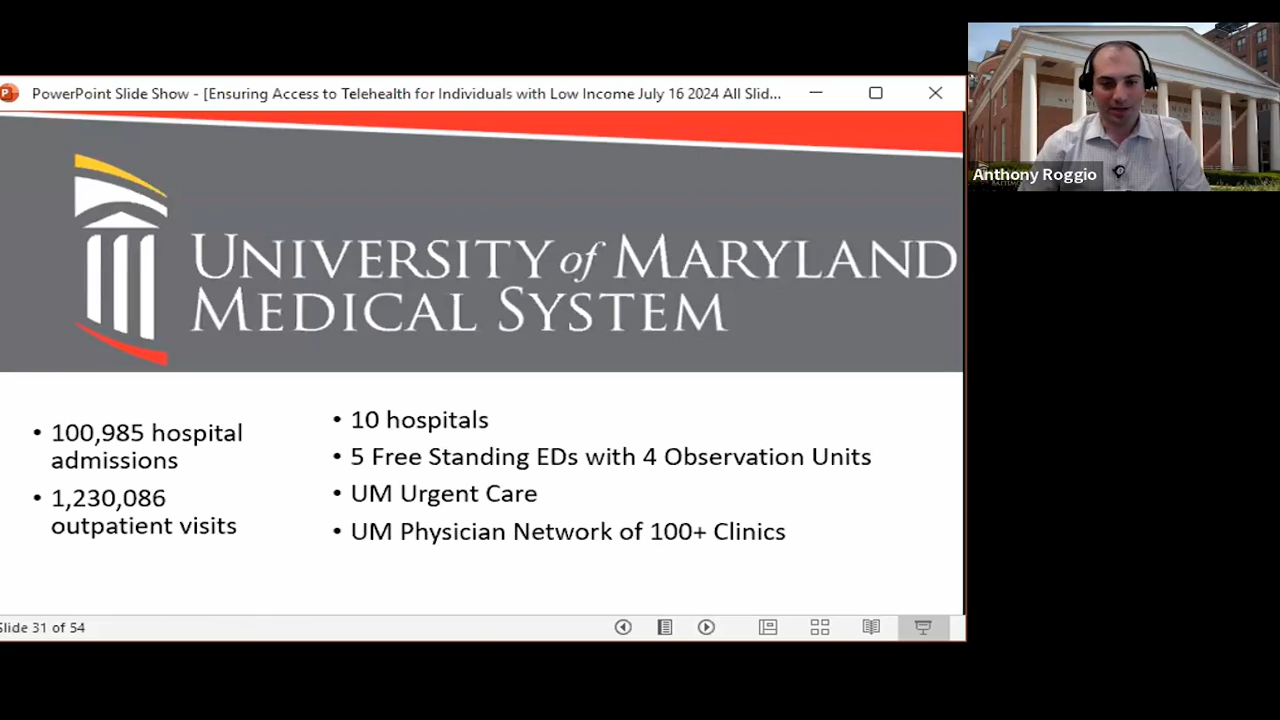 PowerPoint Slide Show - [Ensuring Access to Telehealth for Individuals with Low Income July 16 2024 All Slid...
UNIVERSITY of MARYLAND
MEDICAL SYSTEM
• 100,985 hospital
admissions
• 1,230,086
outpatient visits
• 10 hospitals
• 5 Free Standing EDs with 4 Observation Units
• UM Urgent Care
• UM Physician Network of 100+ Clinics
Slide 31 of 54
Anthony Roggio